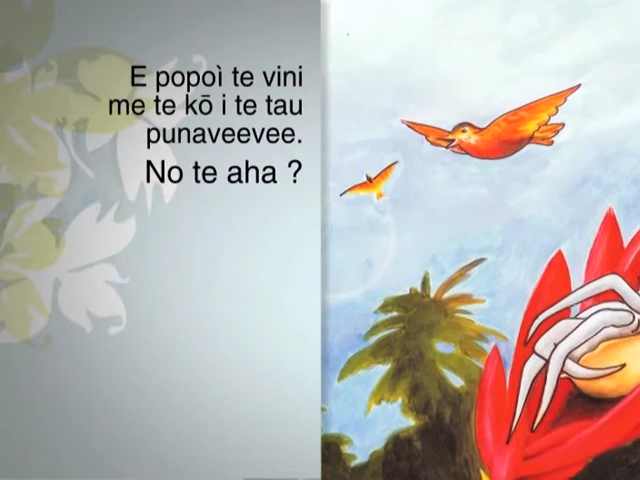 E popoì te vini
me te kō i te tau
punaveevee.
No te aha ?